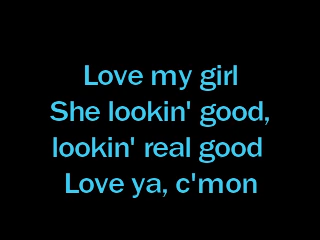 Love my girl
She lookin' good,
lookin' real good
Love ya, c'mon